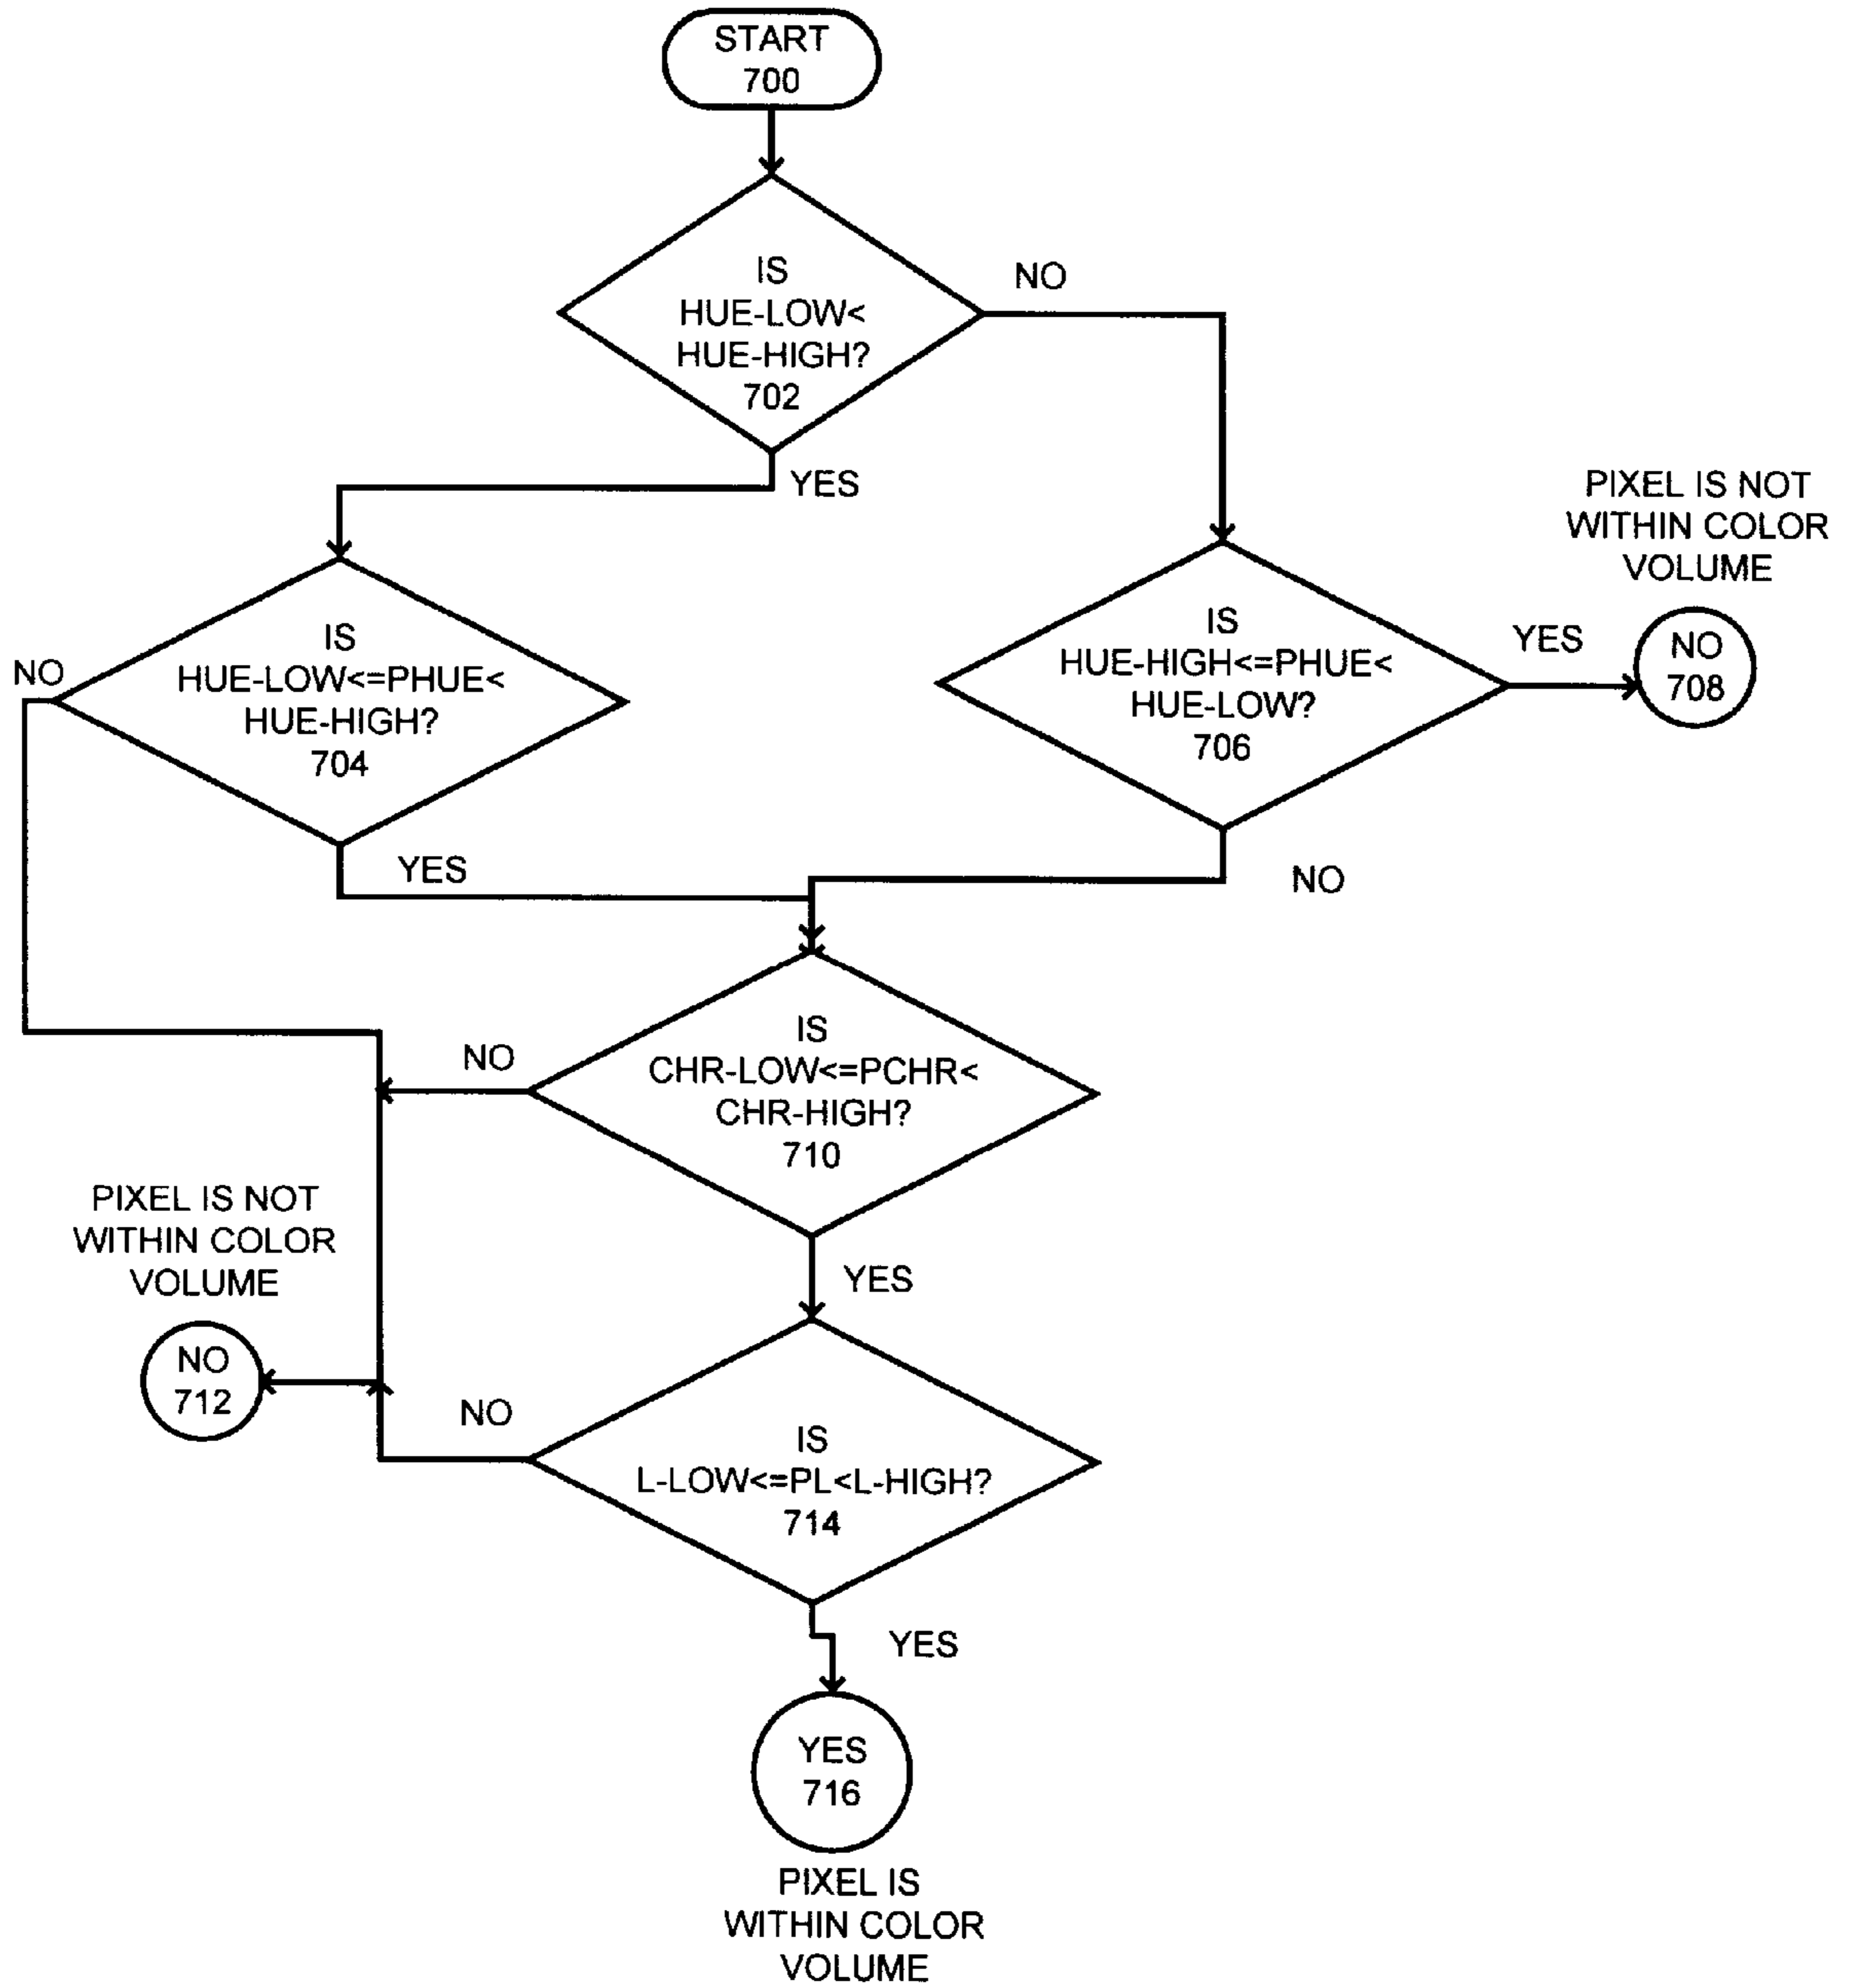 START
700
IS
HUE-LOW<
HUE-HIGH?
702
NO
YES
PIXEL IS NOT
WITHIN COLOR
VOLUME
IS
HUE-LOW<=PHUE<
HUE-HIGH?
704
NO
YES
IS
HUE-HIGH<=PHUE<
HUE-LOW?
706
YES
NO
708
NO
IS
CHR-LOW<=PCHR<
CHR-HIGH?
710
NO
YES
PIXEL IS NOT
WITHIN COLOR
VOLUME
NO
712
NO
IS
L-LOW<=PL<L-HIGH?
714
YES
YES
716
PIXEL IS
WITHIN COLOR
VOLUME